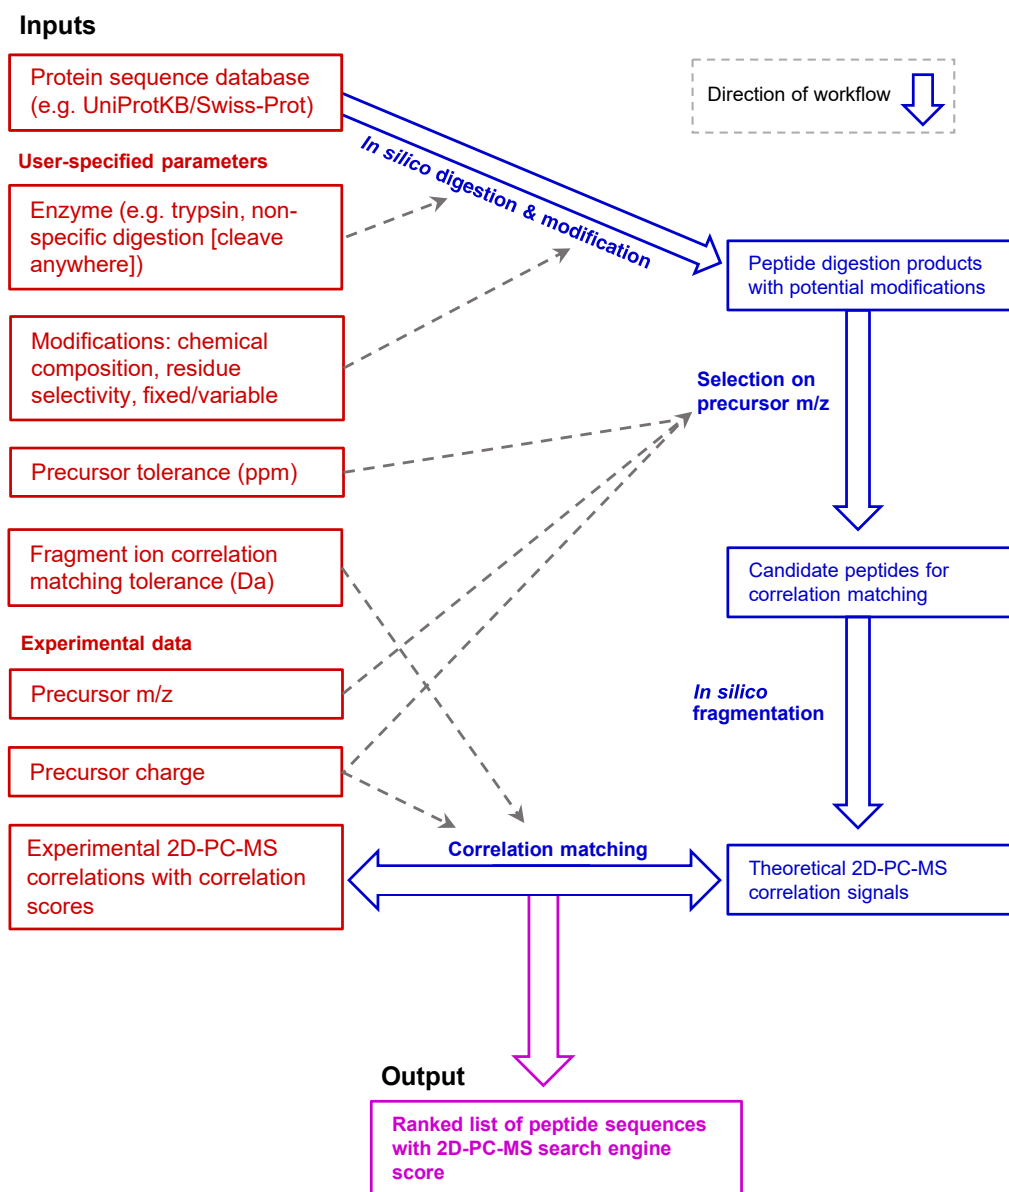 Inputs
Protein sequence database
(e.g. UniProtKB/Swiss-Prot)
Direction of workflow
User-specified parameters
In silico digestion & modification
Enzyme (e.g. trypsin, non-
specific digestion [cleave
anywhere])
Peptide digestion products
with potential modifications
Modifications: chemical
composition, residue
selectivity, fixed/variable
Selection on
precursor m/z
Precursor tolerance (ppm)
Fragment ion correlation
matching tolerance (Da)
Candidate peptides for
correlation matching
Experimental data
Precursor m/z
In silico
fragmentation
Precursor charge
Experimental 2D-PC-MS
correlations with correlation
scores
Correlation matching
Theoretical 2D-PC-MS
correlation signals
Output
Ranked list of peptide sequences
with 2D-PC-MS search engine
score